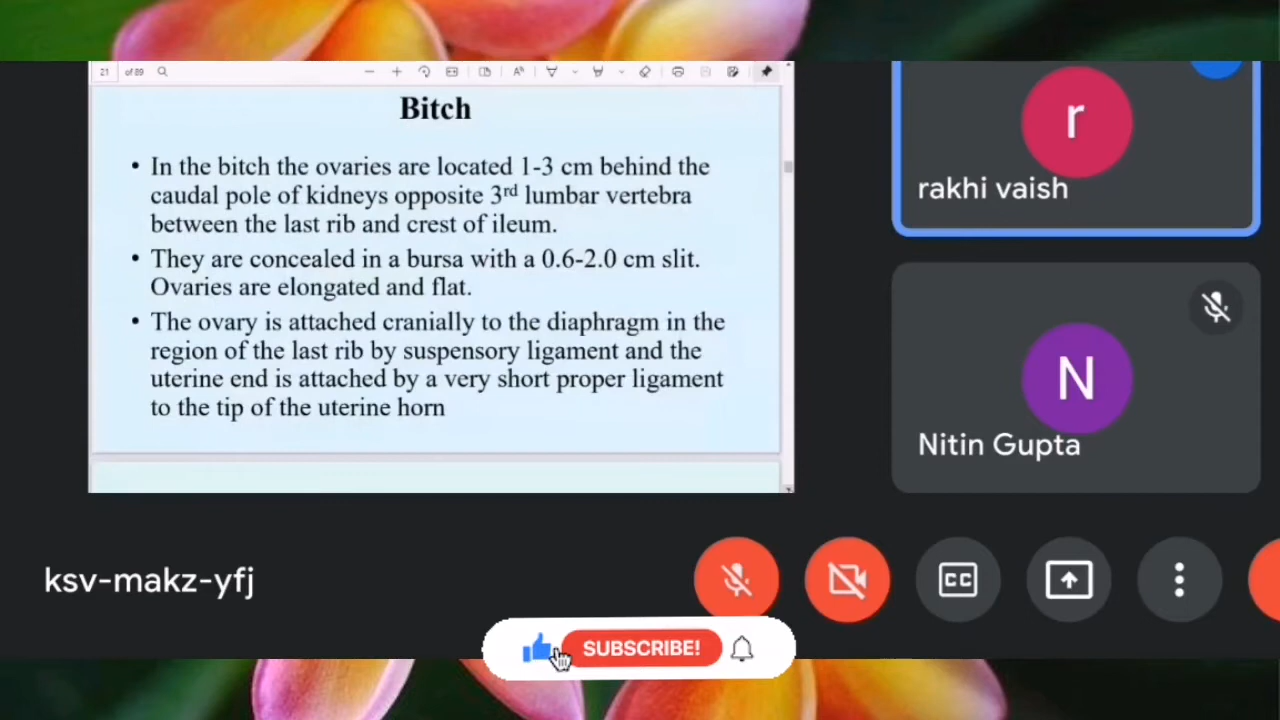 21 of 89
Bitch
• In the bitch the ovaries are located 1-3 cm behind the
caudal pole of kidneys opposite 3rd lumbar vertebra
between the last rib and crest of ileum.
• They are concealed in a bursa with a 0.6-2.0 cm slit.
Ovaries are elongated and flat.
• The ovary is attached cranially to the diaphragm in the
region of the last rib by suspensory ligament and the
uterine end is attached by a very short proper ligament
to the tip of the uterine horn
r
rakhi vaish
N
Nitin Gupta
ksv-makz-yfj
CC
SUBSCRIBE!